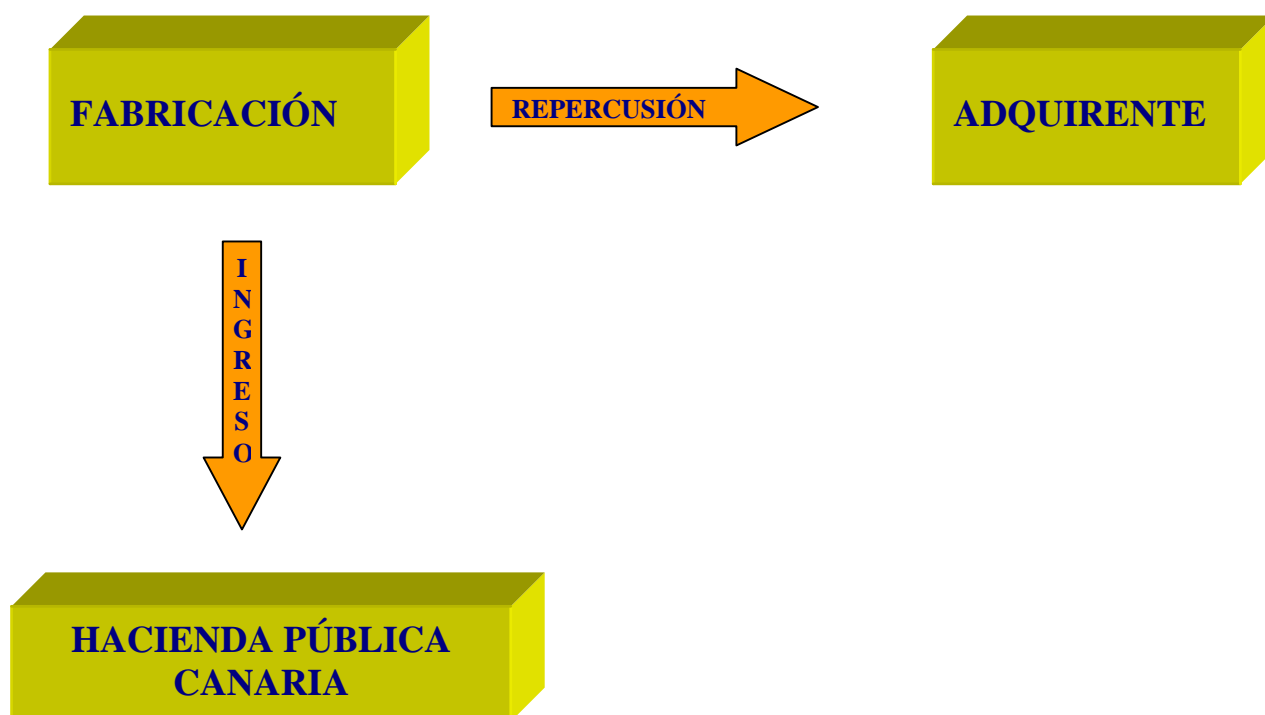 FABRICACIÓN
REPERCUSIÓN
ADQUIRENTE
INGRESO
HACIENDA PÚBLICA
CANARIA